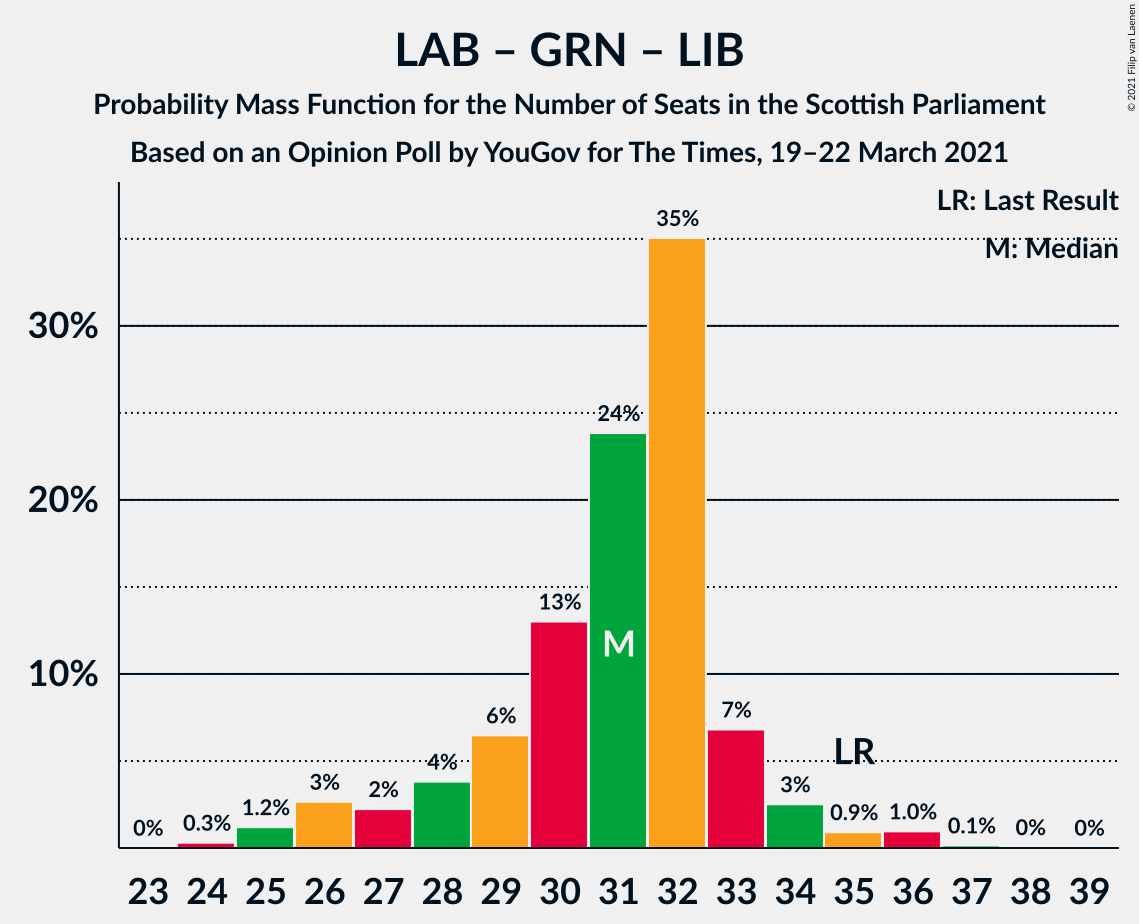 LAB – GRN – LIB
Probability Mass Function for the Number of Seats in the Scottish Parliament
Based on an Opinion Poll by YouGov for The Times, 19–22 March 2021
© 2021 Filip van Laenen
LR: Last Result
M: Median
30%
20%
10%
0%
0.3%
1.2%
3%
2%
4%
6%
13%
24%
35%
7%
3%
0.9%
1.0%
0.1%
0%
0%
M
LR
23 24 25 26 27 28 29 30 31 32 33 34 35 36 37 38 39